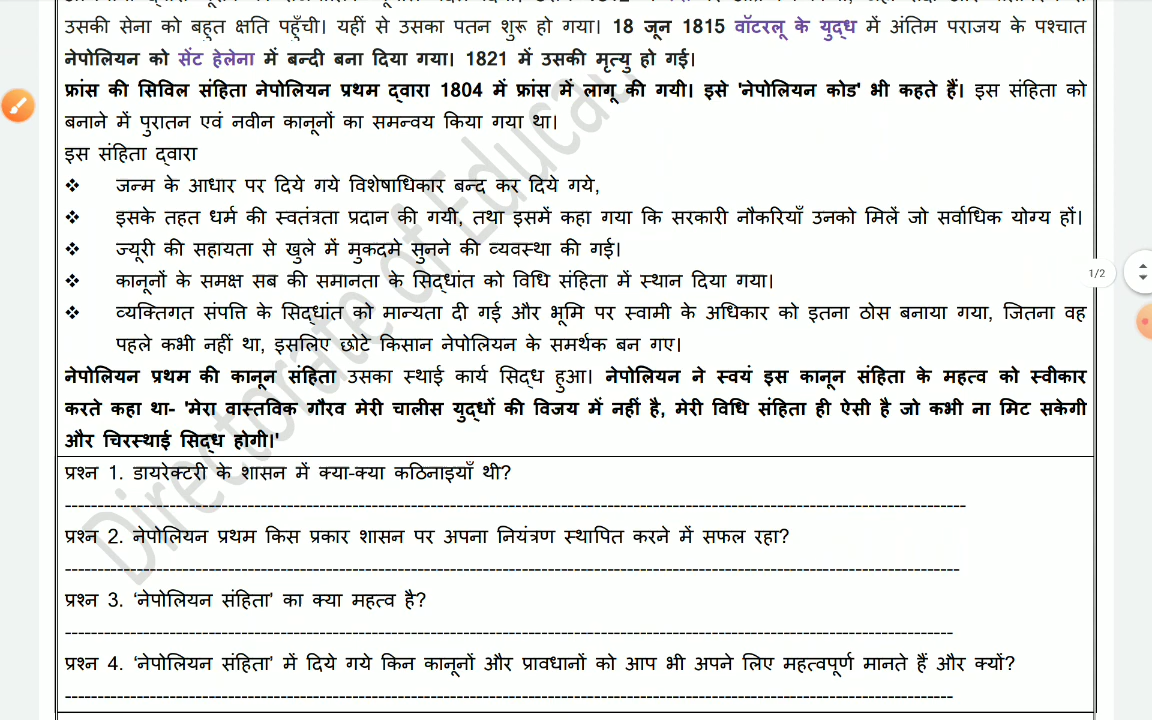 उसकी सेना को बहुत क्षति पहुँची। यहीं से उसका पतन शुरू हो गया। 18 जून 1815 वॉटरलू के युद्ध में अंतिम पराजय के पश्चात
नेपोलियन को सेंट हेलेना में बन्दी बना दिया गया। 1821 में उसकी मृत्यु हो गई।
फ्रांस की सिविल संहिता नेपोलियन प्रथम द्वारा 1804 में फ्रांस में लागू की गयी। इसे 'नेपोलियन कोड' भी कहते हैं। इस संहिता को
बनाने में पुरातन एवं नवीन कानूनों का समन्वय किया गया था।
इस संहिता द्वारा
❖ जन्म के आधार पर दिये गये विशेषाधिकार बन्द कर दिये गये,
❖ इसके तहत धर्म की स्वतंत्रता प्रदान की गयी, तथा इसमें कहा गया कि सरकारी नौकरियाँ उनको मिलें जो सर्वाधिक योग्य हों।
❖ ज्यूरी की सहायता से खुले में मुकदमे सुनने की व्यवस्था की गई।
❖ कानूनों के समक्ष सब की समानता के सिद्धांत को विधि संहिता में स्थान दिया गया।
1/2
❖ व्यक्तिगत संपत्ति के सिद्धांत को मान्यता दी गई और भूमि पर स्वामी के अधिकार को इतना ठोस बनाया गया, जितना वह
पहले कभी नहीं था, इसलिए छोटे किसान नेपोलियन के समर्थक बन गए।
नेपोलियन प्रथम की कानून संहिता उसका स्थाई कार्य सिद्ध हुआ। नेपोलियन ने स्वयं इस कानून संहिता के महत्व को स्वीकार
करते कहा था- 'मेरा वास्तविक गौरव मेरी चालीस युद्धों की विजय में नहीं है, मेरी विधि संहिता ही ऐसी है जो कभी ना मिट सकेगी
और चिरस्थाई सिद्ध होगी।'
प्रश्न 1. डायरेक्टरी के शासन में क्या-क्या कठिनाइयाँ थी?
प्रश्न 2. नेपोलियन प्रथम किस प्रकार शासन पर अपना नियंत्रण स्थापित करने में सफल रहा?
प्रश्न 3. ‘नेपोलियन संहिता’ का क्या महत्व है?
प्रश्न 4. ‘नेपोलियन संहिता’ में दिये गये किन कानूनों और प्रावधानों को आप भी अपने लिए महत्वपूर्ण मानते हैं और क्यों?
Directorate of Educat